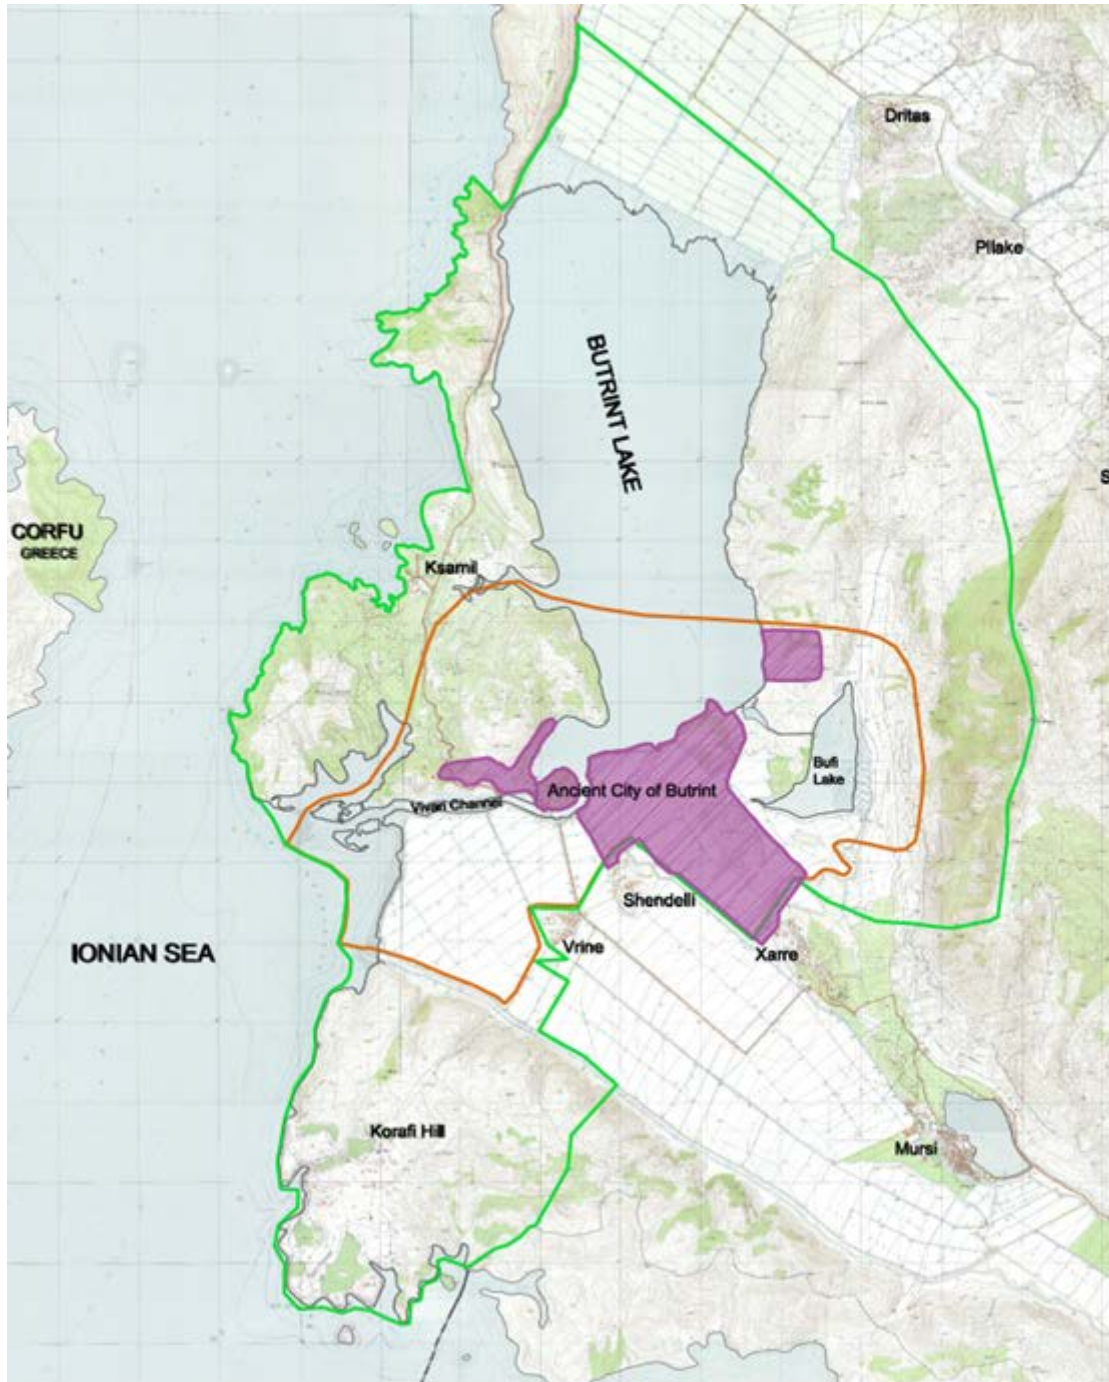 Dritas
Pllake
BUTRINT LAKE
S
CORFU
GREECE
Ksamil
Bufi
Lake
Ancient City of Butrint
Vivari Channel
Shendelli
Vrine
Xarre
IONIAN SEA
Korafi Hill
Mursi